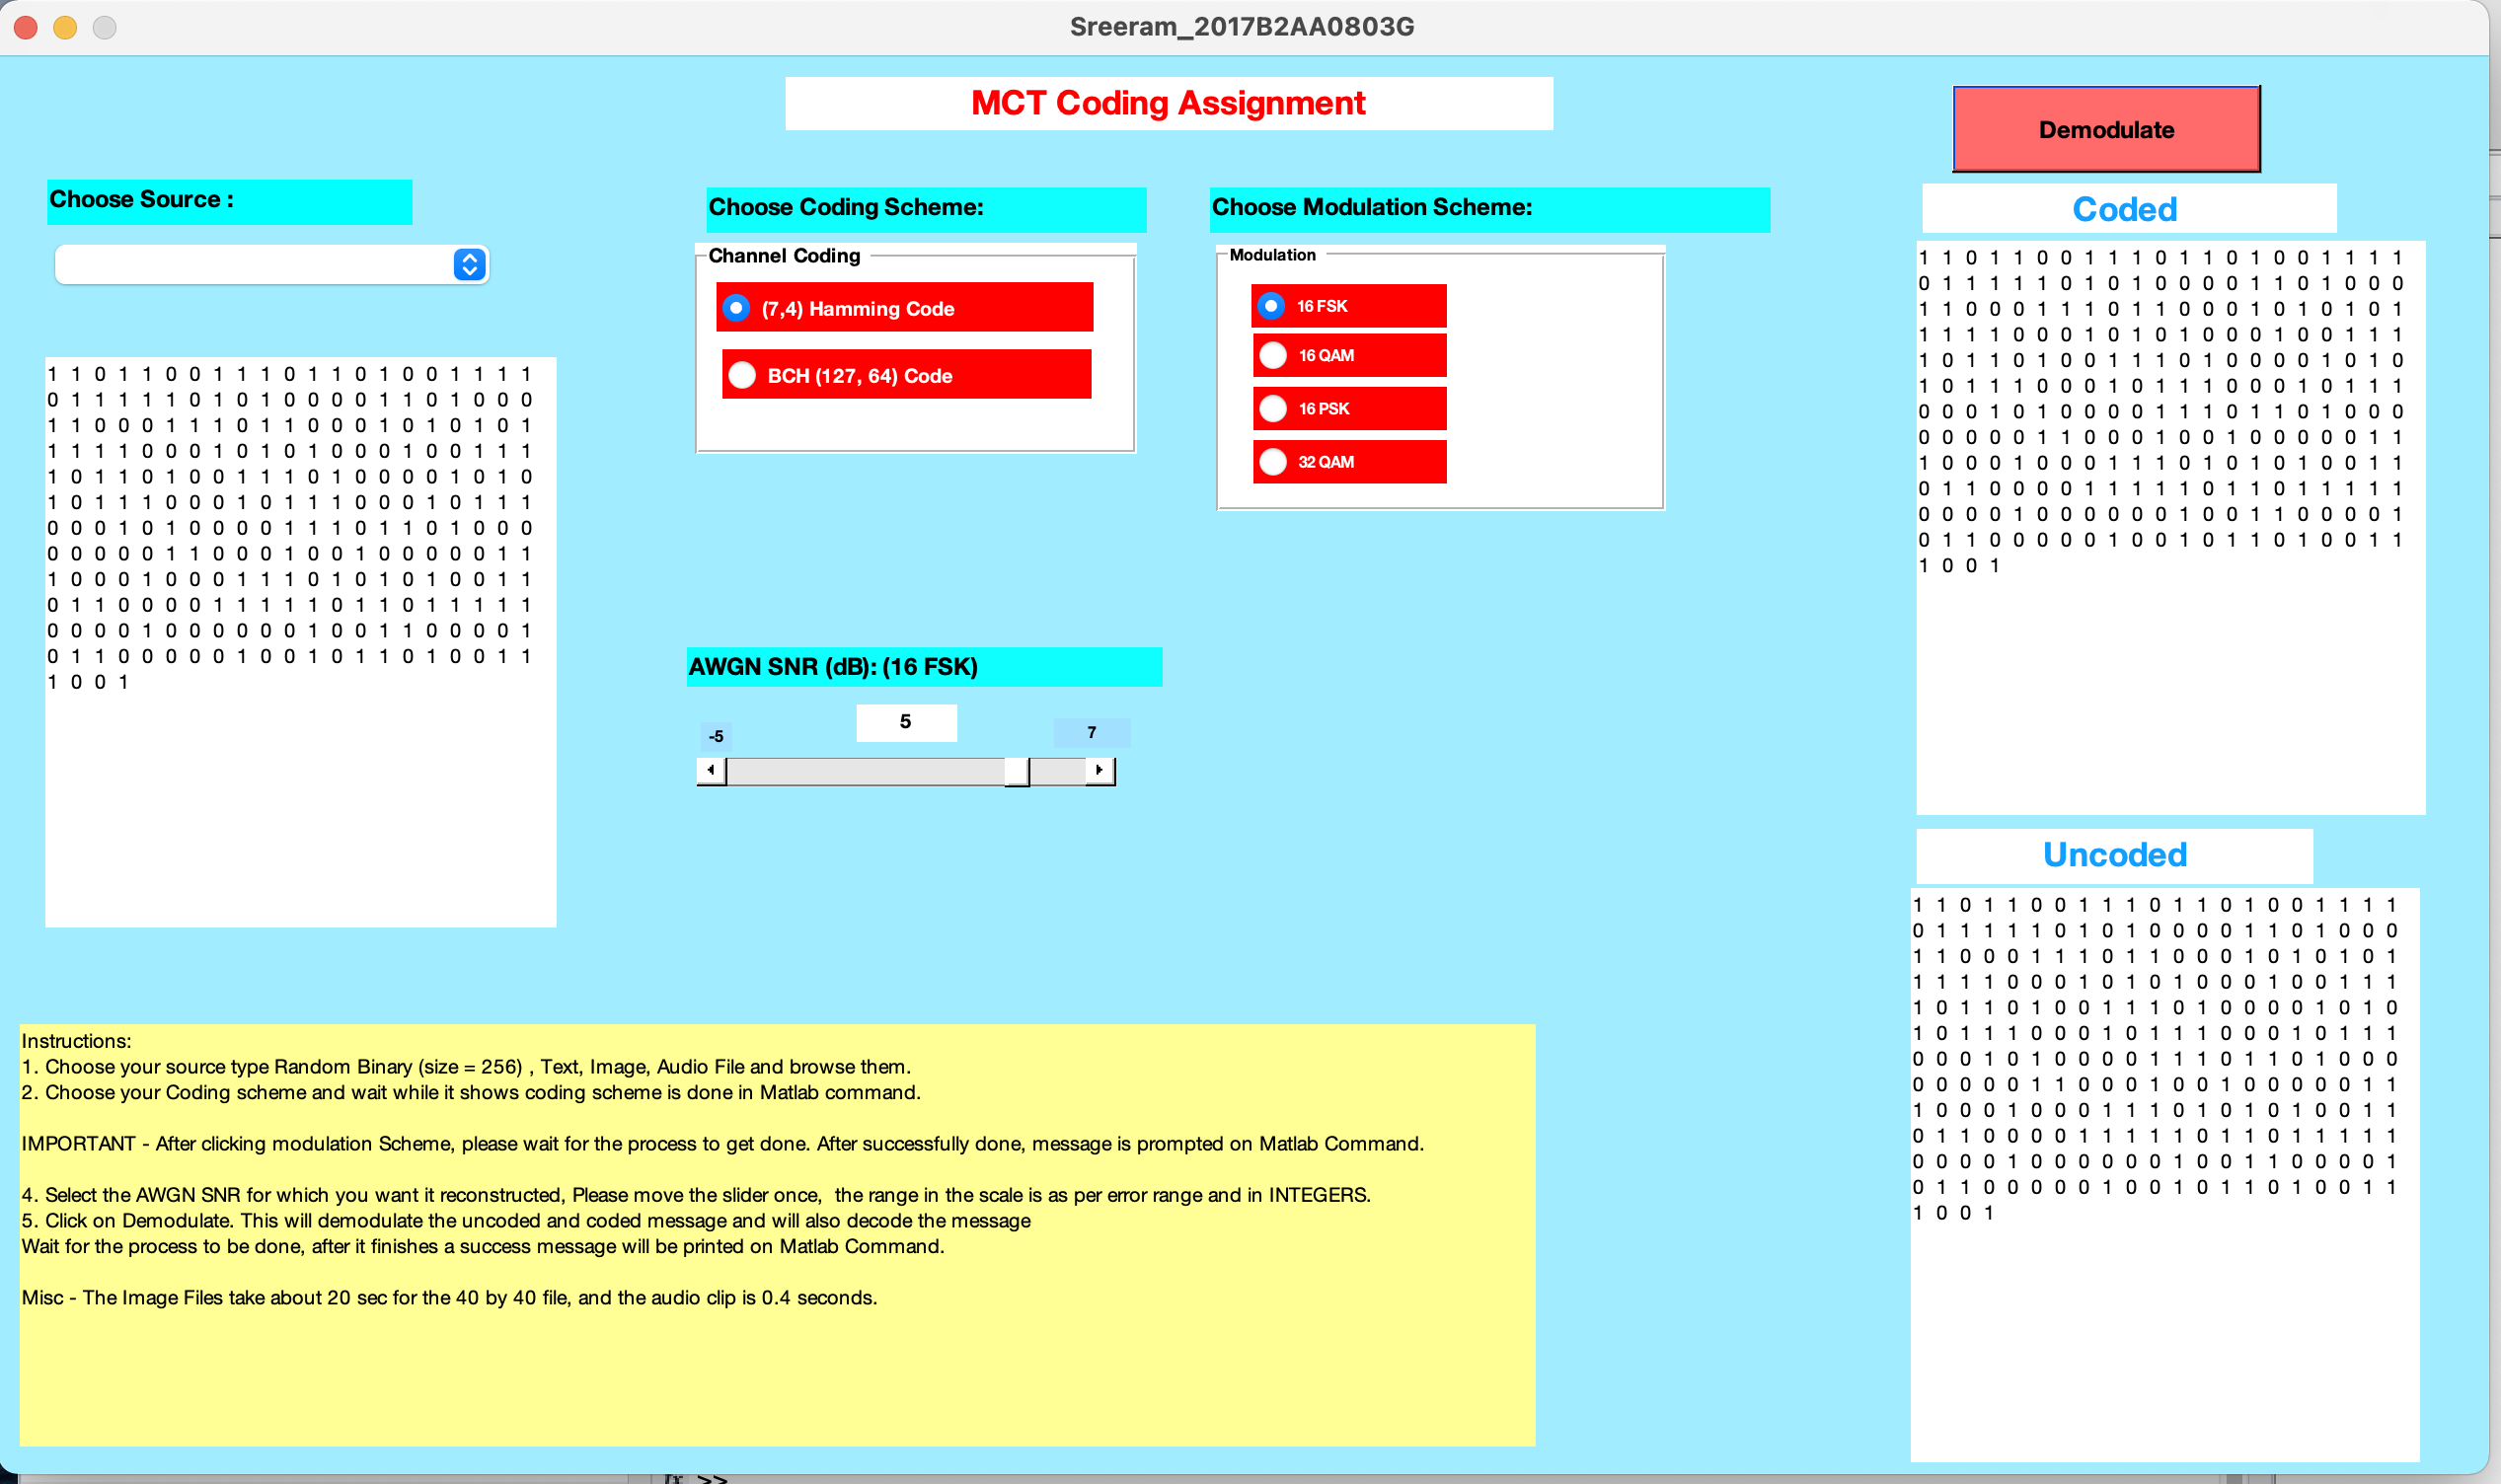 Sreeram_2017B2AA0803G
MCT Coding Assignment
Demodulate
Choose Source :
Choose Coding Scheme:
Choose Modulation Scheme:
Channel Coding
(7,4) Hamming Code
BCH (127, 64) Code
Modulation
16 FSK
16 QAM
16 PSK
32 QAM
1 1 0 1 1 0 0 1 1 1 0 1 1 0 1 0 0 1 1 1 1
0 1 1 1 1 1 0 1 0 1 0 0 0 0 1 1 0 1 0 0 0
1 1 0 0 0 1 1 1 0 1 1 0 0 0 1 0 1 0 1 0 1
1 1 1 1 0 0 0 1 0 1 0 1 0 0 0 1 0 0 1 1 1
1 0 1 1 0 1 0 0 1 1 1 0 1 0 0 0 0 1 0 1 0
1 0 1 1 1 0 0 0 1 0 1 1 1 0 0 0 1 0 1 1 1
0 0 0 1 0 1 0 0 0 0 1 1 1 0 1 1 0 1 0 0 0
0 0 0 0 0 1 1 0 0 0 1 0 0 1 0 0 0 0 0 1 1
1 0 0 0 1 0 0 0 1 1 1 0 1 0 1 0 1 0 0 1 1
0 1 1 0 0 0 0 1 1 1 1 1 0 1 1 0 1 1 1 1 1
0 0 0 0 1 0 0 0 0 0 0 1 0 0 1 1 0 0 0 0 1
0 1 1 0 0 0 0 0 1 0 0 1 0 1 1 0 1 0 0 1 1
1 0 0 1
AWGN SNR (dB): (16 FSK)
-5
5
7
Instructions:
1. Choose your source type Random Binary (size = 256) , Text, Image, Audio File and browse them.
2. Choose your Coding scheme and wait while it shows coding scheme is done in Matlab command.
IMPORTANT - After clicking modulation Scheme, please wait for the process to get done. After successfully done, message is prompted on Matlab Command.
4. Select the AWGN SNR for which you want it reconstructed, Please move the slider once,  the range in the scale is as per error range and in INTEGERS.
5. Click on Demodulate. This will demodulate the uncoded and coded message and will also decode the message
Wait for the process to be done, after it finishes a success message will be printed on Matlab Command.
Misc - The Image Files take about 20 sec for the 40 by 40 file, and the audio clip is 0.4 seconds.
Coded
1 1 0 1 1 0 0 1 1 1 0 1 1 0 1 0 0 1 1 1 1
0 1 1 1 1 1 0 1 0 1 0 0 0 0 1 1 0 1 0 0 0
1 1 0 0 0 1 1 1 0 1 1 0 0 0 1 0 1 0 1 0 1
1 1 1 1 0 0 0 1 0 1 0 1 0 0 0 1 0 0 1 1 1
1 0 1 1 0 1 0 0 1 1 1 0 1 0 0 0 0 1 0 1 0
1 0 1 1 1 0 0 0 1 0 1 1 1 0 0 0 1 0 1 1 1
0 0 0 1 0 1 0 0 0 0 1 1 1 0 1 1 0 1 0 0 0
0 0 0 0 0 1 1 0 0 0 1 0 0 1 0 0 0 0 0 1 1
1 0 0 0 1 0 0 0 1 1 1 0 1 0 1 0 1 0 0 1 1
0 1 1 0 0 0 0 1 1 1 1 1 0 1 1 0 1 1 1 1 1
0 0 0 0 1 0 0 0 0 0 0 1 0 0 1 1 0 0 0 0 1
0 1 1 0 0 0 0 0 1 0 0 1 0 1 1 0 1 0 0 1 1
1 0 0 1
Uncoded
1 1 0 1 1 0 0 1 1 1 0 1 1 0 1 0 0 1 1 1 1
0 1 1 1 1 1 0 1 0 1 0 0 0 0 1 1 0 1 0 0 0
1 1 0 0 0 1 1 1 0 1 1 0 0 0 1 0 1 0 1 0 1
1 1 1 1 0 0 0 1 0 1 0 1 0 0 0 1 0 0 1 1 1
1 0 1 1 0 1 0 0 1 1 1 0 1 0 0 0 0 1 0 1 0
1 0 1 1 1 0 0 0 1 0 1 1 1 0 0 0 1 0 1 1 1
0 0 0 1 0 1 0 0 0 0 1 1 1 0 1 1 0 1 0 0 0
0 0 0 0 0 1 1 0 0 0 1 0 0 1 0 0 0 0 0 1 1
1 0 0 0 1 0 0 0 1 1 1 0 1 0 1 0 1 0 0 1 1
0 1 1 0 0 0 0 1 1 1 1 1 0 1 1 0 1 1 1 1 1
0 0 0 0 1 0 0 0 0 0 0 1 0 0 1 1 0 0 0 0 1
0 1 1 0 0 0 0 0 1 0 0 1 0 1 1 0 1 0 0 1 1
1 0 0 1